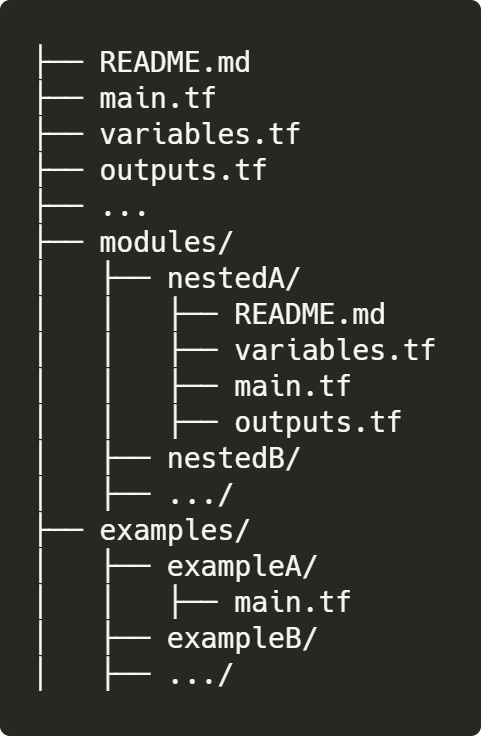 ├── README.md
├── main.tf
├── variables.tf
├── outputs.tf
├── ...
├── modules/
│   ├── nestedA/
│   │   ├── README.md
│   │   ├── variables.tf
│   │   ├── main.tf
│   │   ├── outputs.tf
│   ├── nestedB/
│   ├── .../
├── examples/
│   ├── exampleA/
│   │   ├── main.tf
│   ├── exampleB/
│   ├── .../